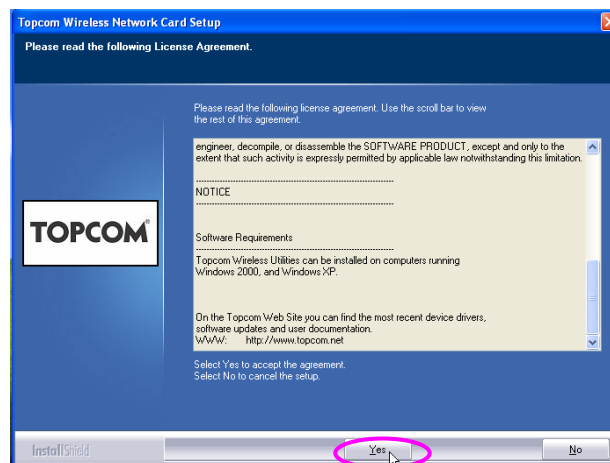 Topcom Wireless Network Card Setup
Please read the following License Agreement.
Please read the following license agreement. Use the scroll bar to view
the rest of this agreement.
engineer, decompile, or disassemble the SOFTWARE PRODUCT, except and only to the
extent that such activity is expressly permitted by applicable law notwithstanding this limitation.
----------------------------------------------------------------
NOTICE
----------------------------------------------------------------
Software Requirements
----------------------------------------------------------------
Topcom Wireless Utilities can be installed on computers running
Windows 2000, and Windows XP.
On the Topcom Web Site you can find the most recent device drivers,
software updates and user documentation.
WWW: http://www.topcom.net
TOPCOM®
Select Yes to accept the agreement.
Select No to cancel the setup.
InstallShield
Yes
No